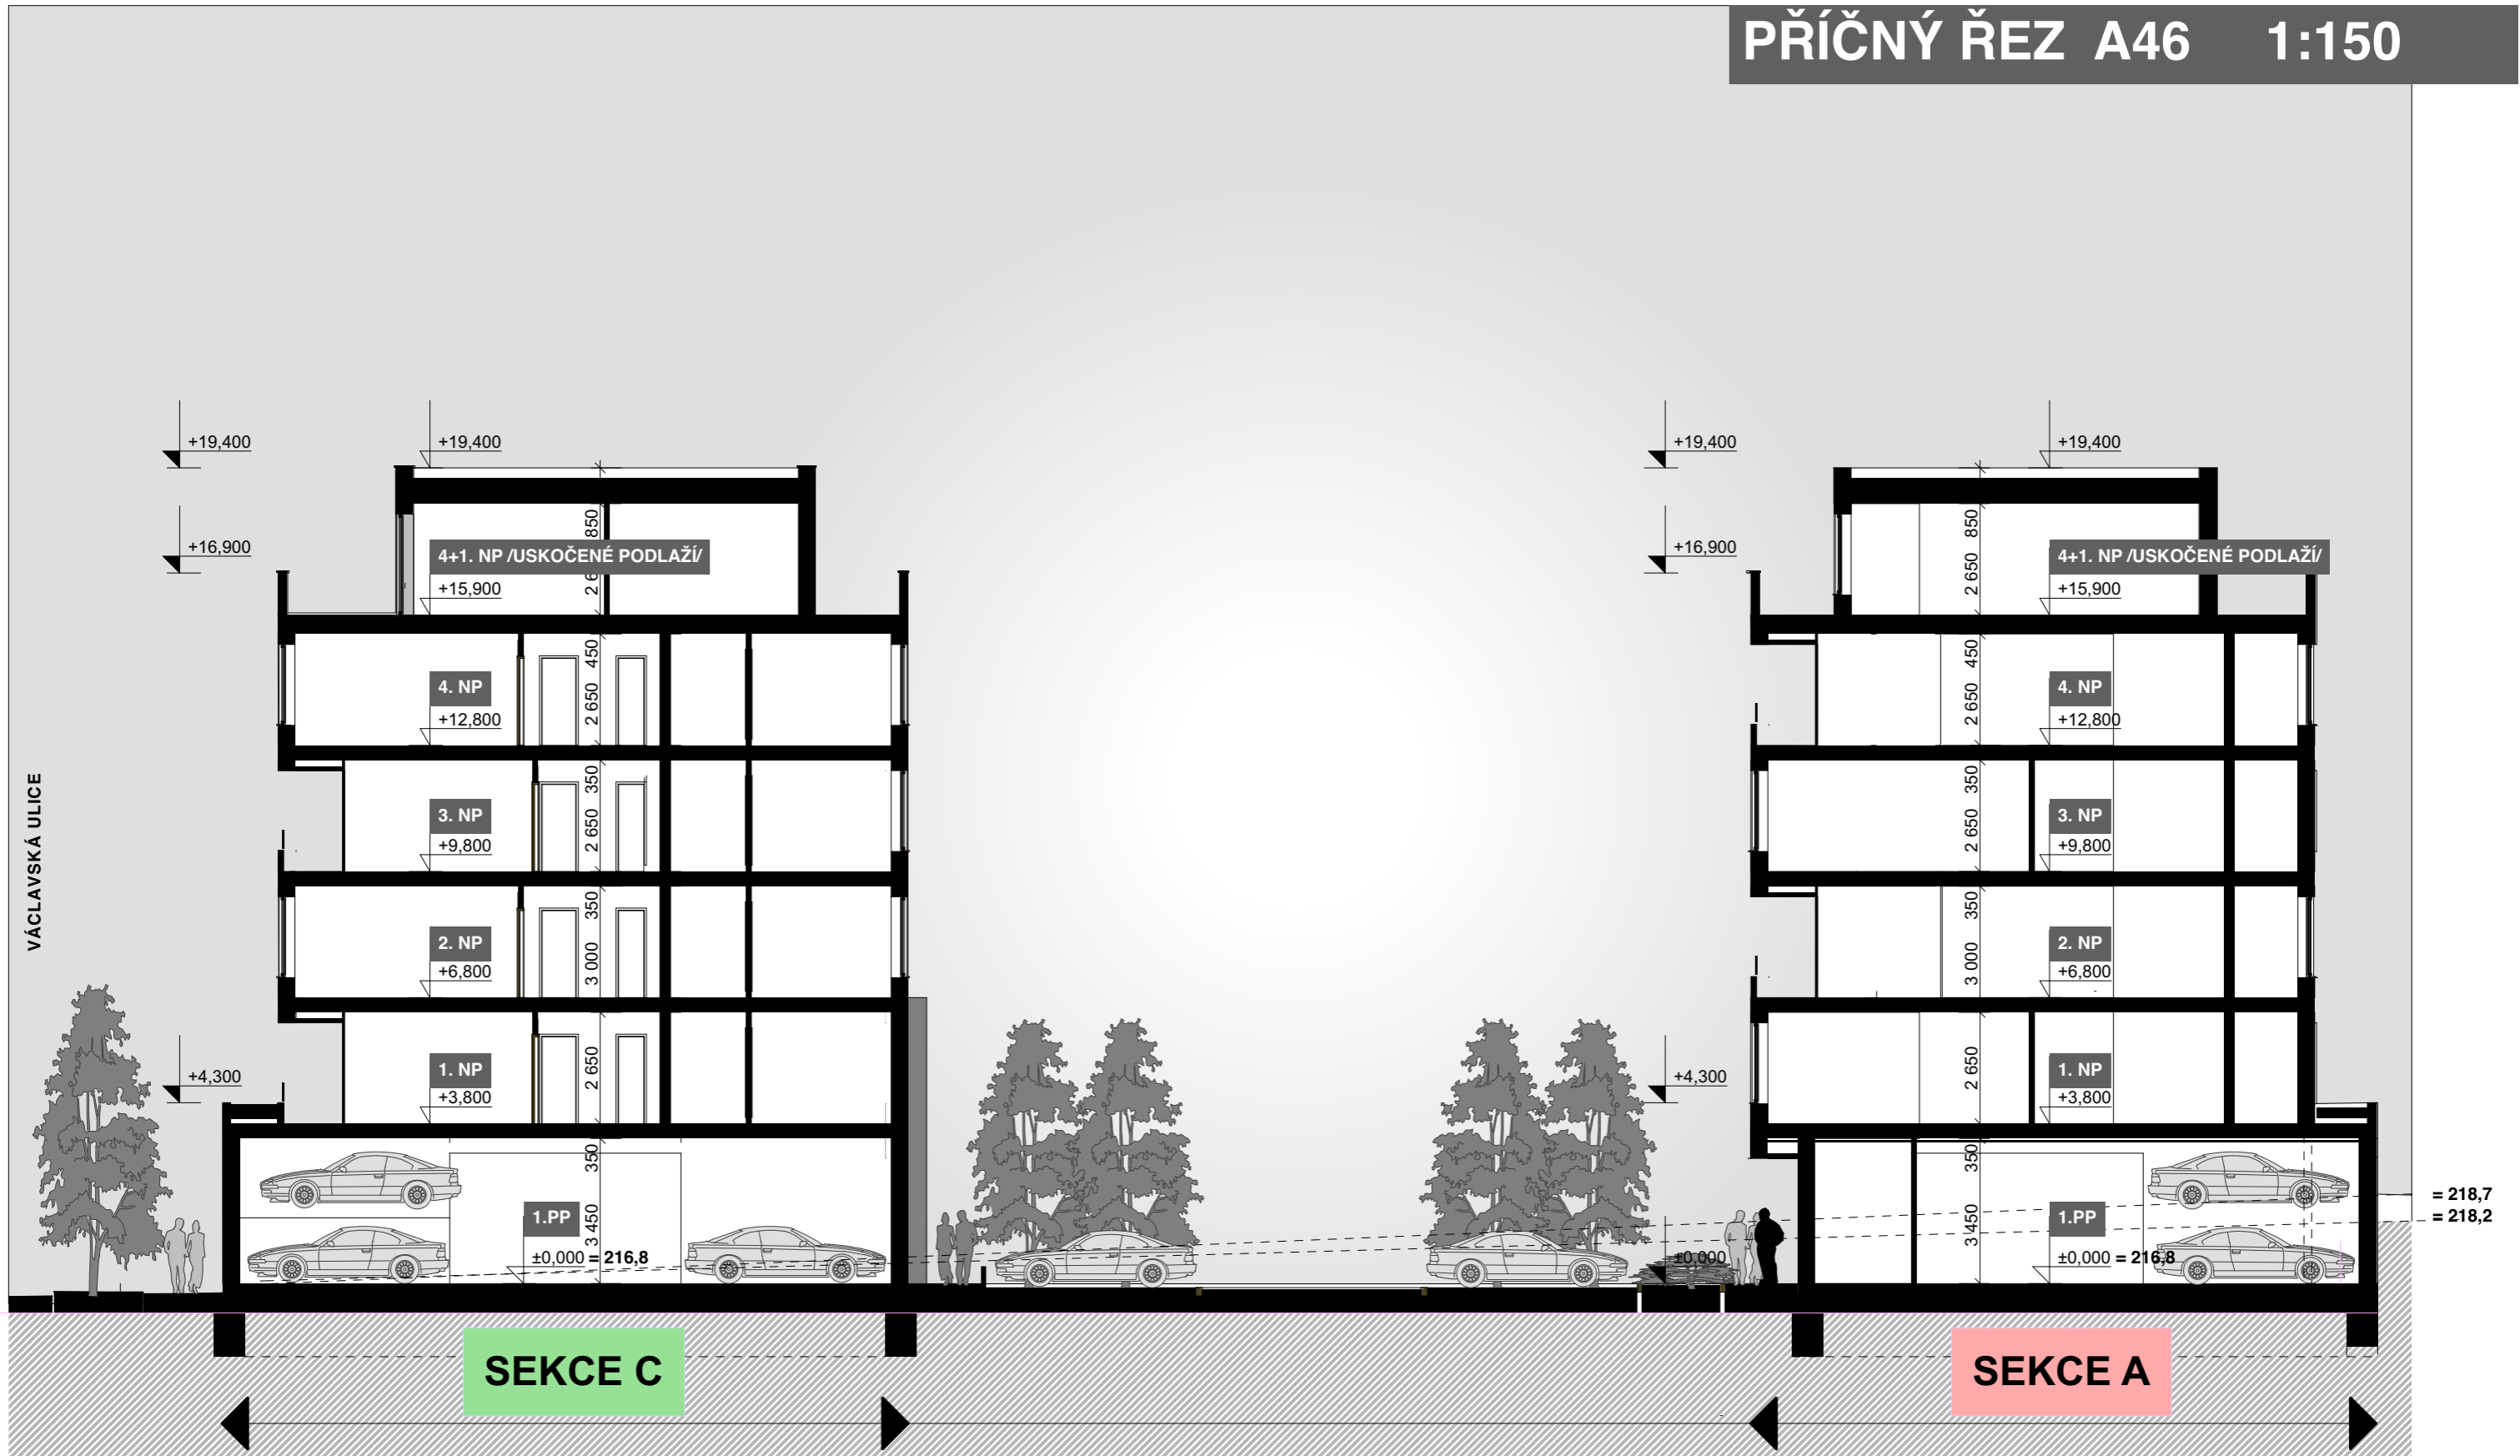 PŘÍČNÝ ŘEZ A46 1:150
+19,400
+19,400
+19,400
+19,400
+16,900
850
4+1. NP /USKOČENÉ PODLAŽÍ/
+15,900
+16,900
850
2 650
4+1. NP /USKOČENÉ PODLAŽÍ/
+15,900
450
4. NP
2 650
+12,800
450
4. NP
2 650
+12,800
VÁCLAVSKÁ ULICE
350
3. NP
2 650
+9,800
350
3. NP
2 650
+9,800
350
2. NP
3 000
+6,800
350
2. NP
3 000
+6,800
+4,300
1. NP
2 650
+3,800
+4,300
1. NP
2 650
+3,800
350
1.PP
3 450
±0,000 = 216,8
±0,000
350
1.PP
3 450
±0,000 = 216,8
= 218,7
= 218,2
SEKCE C
SEKCE A